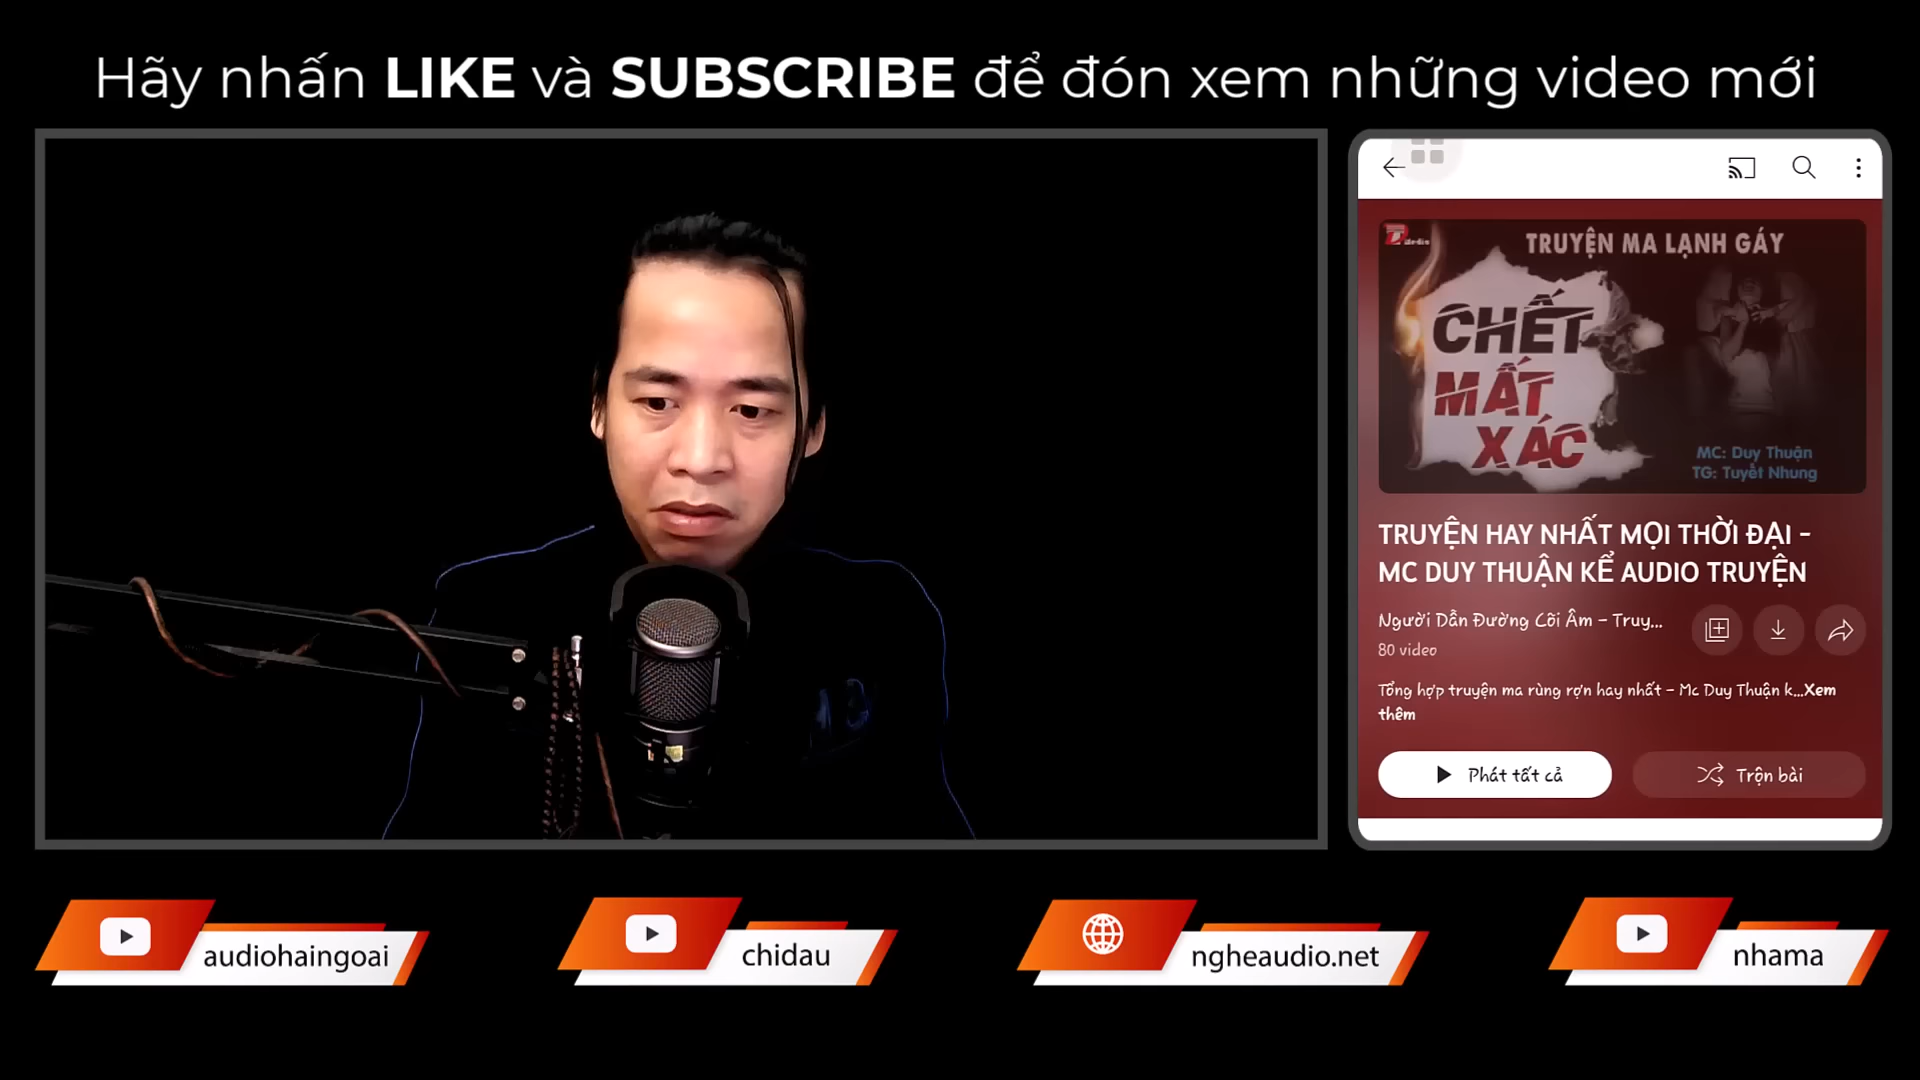 Hãy nhấn LIKE và SUBSCRIBE để đón xem những video mới
TRUYỆN MA LẠNH GÁY
CHẾT
MẤT
XÁC
MC: Duy Thuận
TG: Tuyết Nhung
TRUYỆN HAY NHẤT MỌI THỜI ĐẠI -
MC DUY THUẬN KỂ AUDIO TRUYỆN
Người Dẫn Đường Cõi Âm - Truy...
80 video
Tổng hợp truyện ma rùng rợn hay nhất - Mc Duy Thuận k...Xem
thêm
Phát tất cả
Trộn bài
audiohaingoai
chidau
ngheaudio.net
nhama